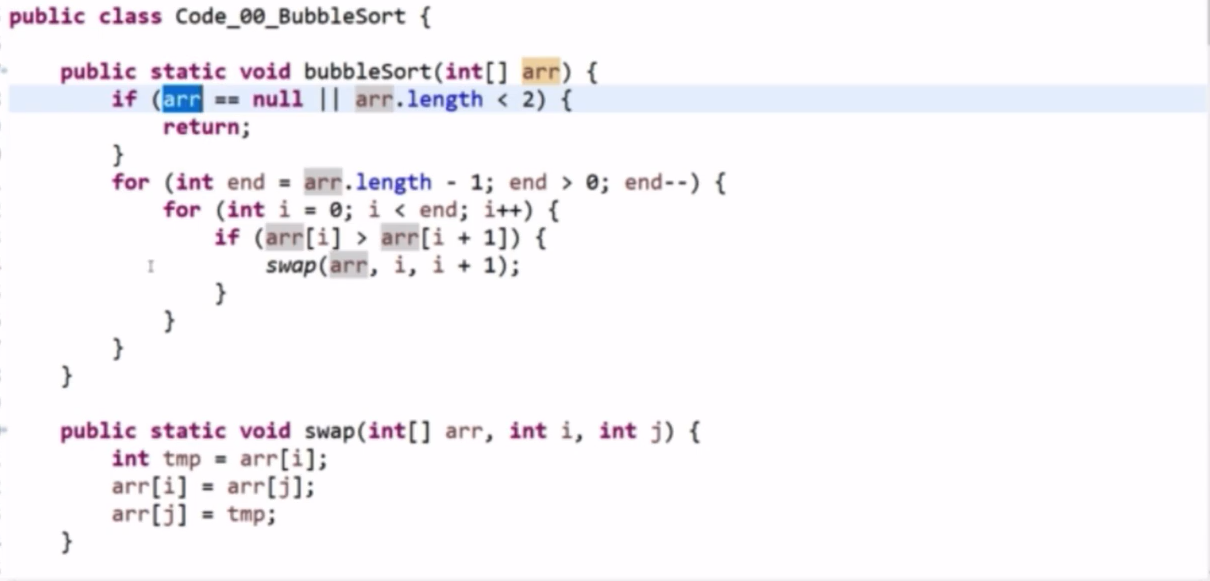 public class Code_00_BubbleSort {
public static void bubbleSort(int[] arr) {
if (arr == null || arr.length < 2) {
return;
}
for (int end = arr.length - 1; end > 0; end--) {
for (int i = 0; i < end; i++) {
if (arr[i] > arr[i + 1]) {
swap(arr, i, i + 1);
}
}
}
}
public static void swap(int[] arr, int i, int j) {
int tmp = arr[i];
arr[i] = arr[j];
arr[j] = tmp;
}